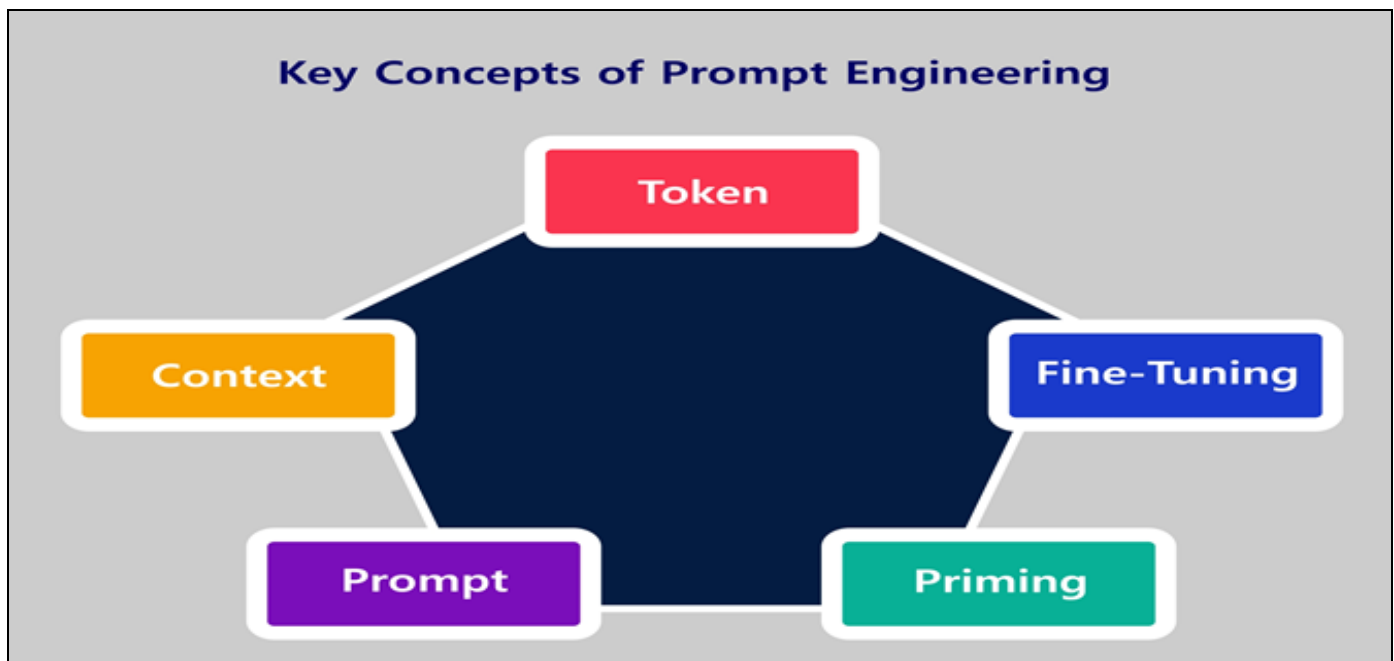 Key Concepts of Prompt Engineering
Token
Context
Fine-Tuning
Prompt
Priming